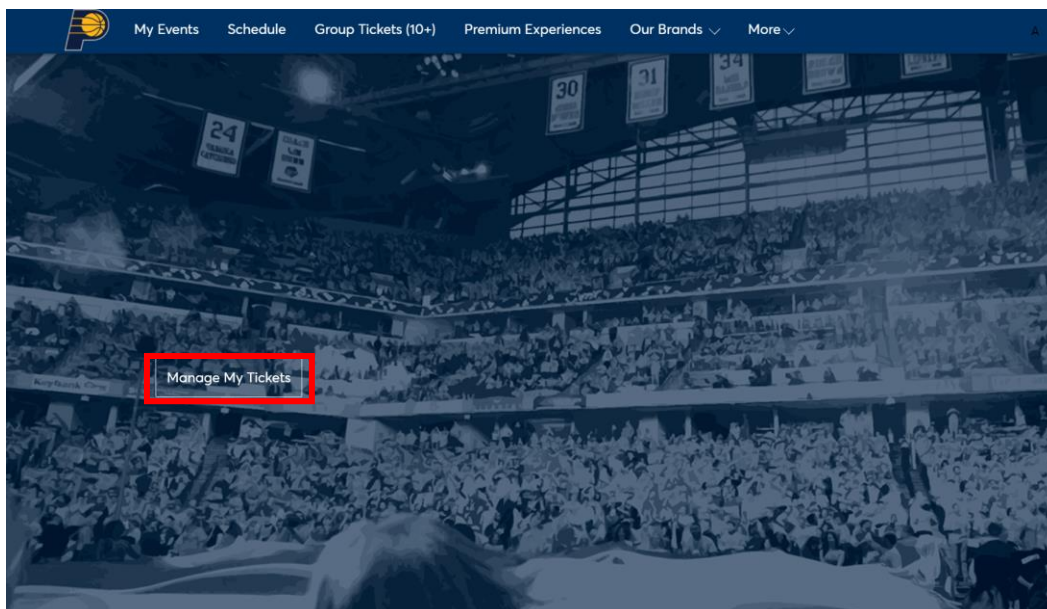 My Events Schedule Group Tickets (10+) Premium Experiences Our Brands More A
34
31
30
24
Manage My Tickets